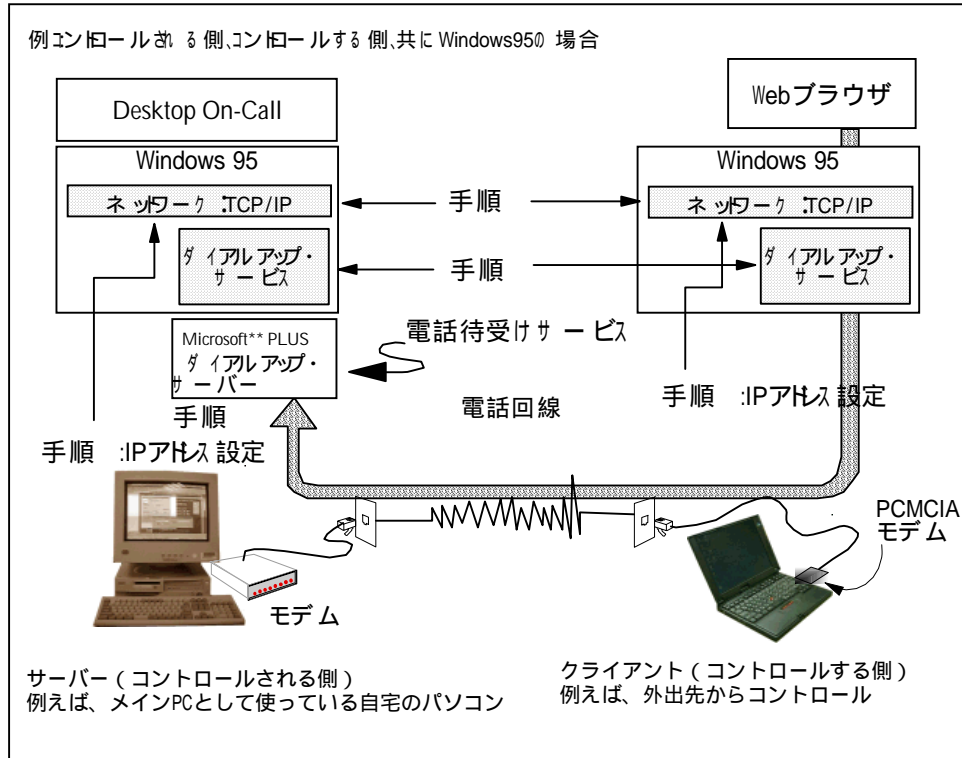 例コントロールされる側、コントロールする側、共にWindows95の 場合
Desktop On-Call
Webブラウザ
Windows 95
ネットワーク:TCP/IP
ダイアルアップ・
サービス
Windows 95
ネットワーク:TCP/IP
ダイアルアップ・
サービス
手順
手順
Microsoft** PLUS
ダイアルアップ・
サーバー
電話待受けサービス
手順
手順 :IPアドレス設定
電話回線
手順 :IPアドレス設定
モデム
PCMCIA
モデム
サーバー(コントロールされる側)
例えば、メインPCとして使っている自宅のパソコン
クライアント(コントロールする側)
例えば、外出先からコントロール